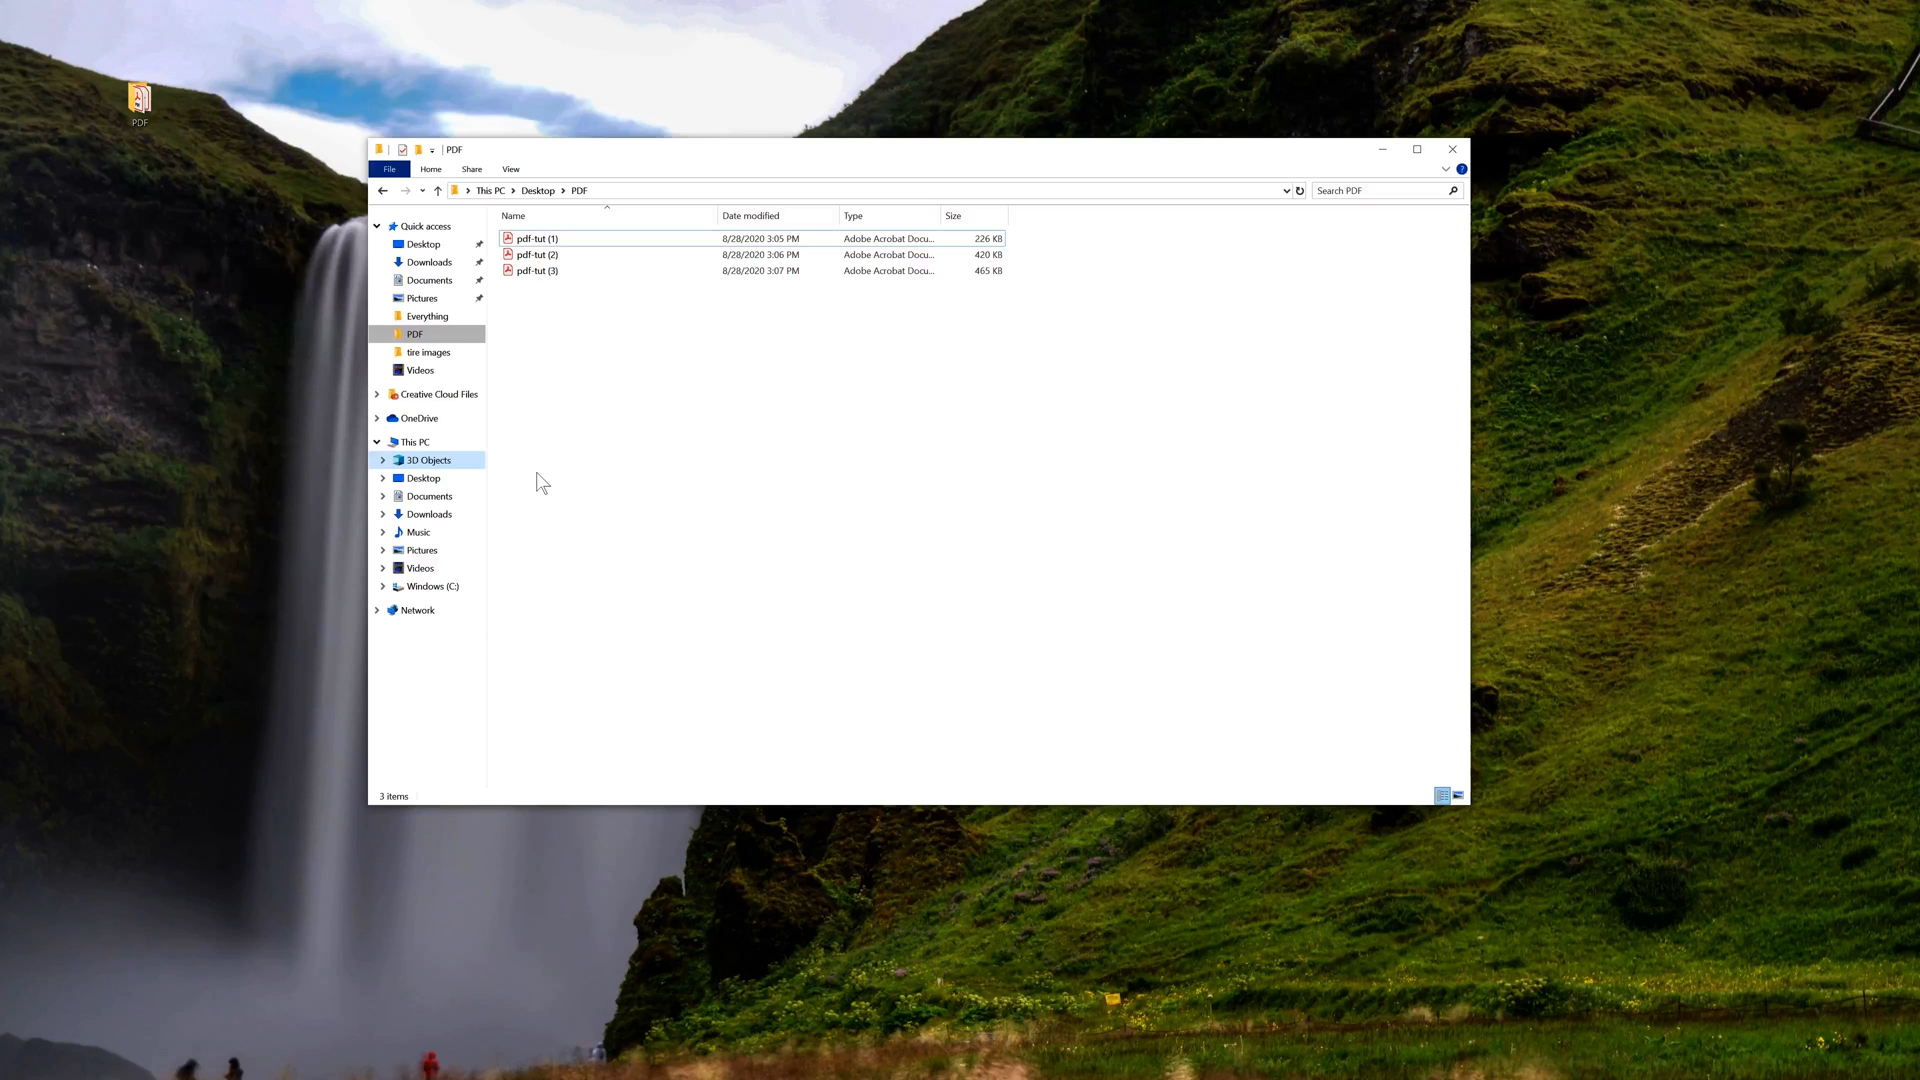 PDF
PDF
File Home Share View
This PC Desktop PDF Search PDF
Name Date modified Type Size
Quick access
Desktop
Downloads
Documents
Pictures
Everything
PDF
tire images
Videos
Creative Cloud Files
OneDrive
This PC
3D Objects
Desktop
Documents
Downloads
Music
Pictures
Videos
Windows (C:)
Network
pdf-tut (1) 8/28/2020 3:05 PM Adobe Acrobat Docu... 226 KB
pdf-tut (2) 8/28/2020 3:06 PM Adobe Acrobat Docu... 420 KB
pdf-tut (3) 8/28/2020 3:07 PM Adobe Acrobat Docu... 465 KB
3 items